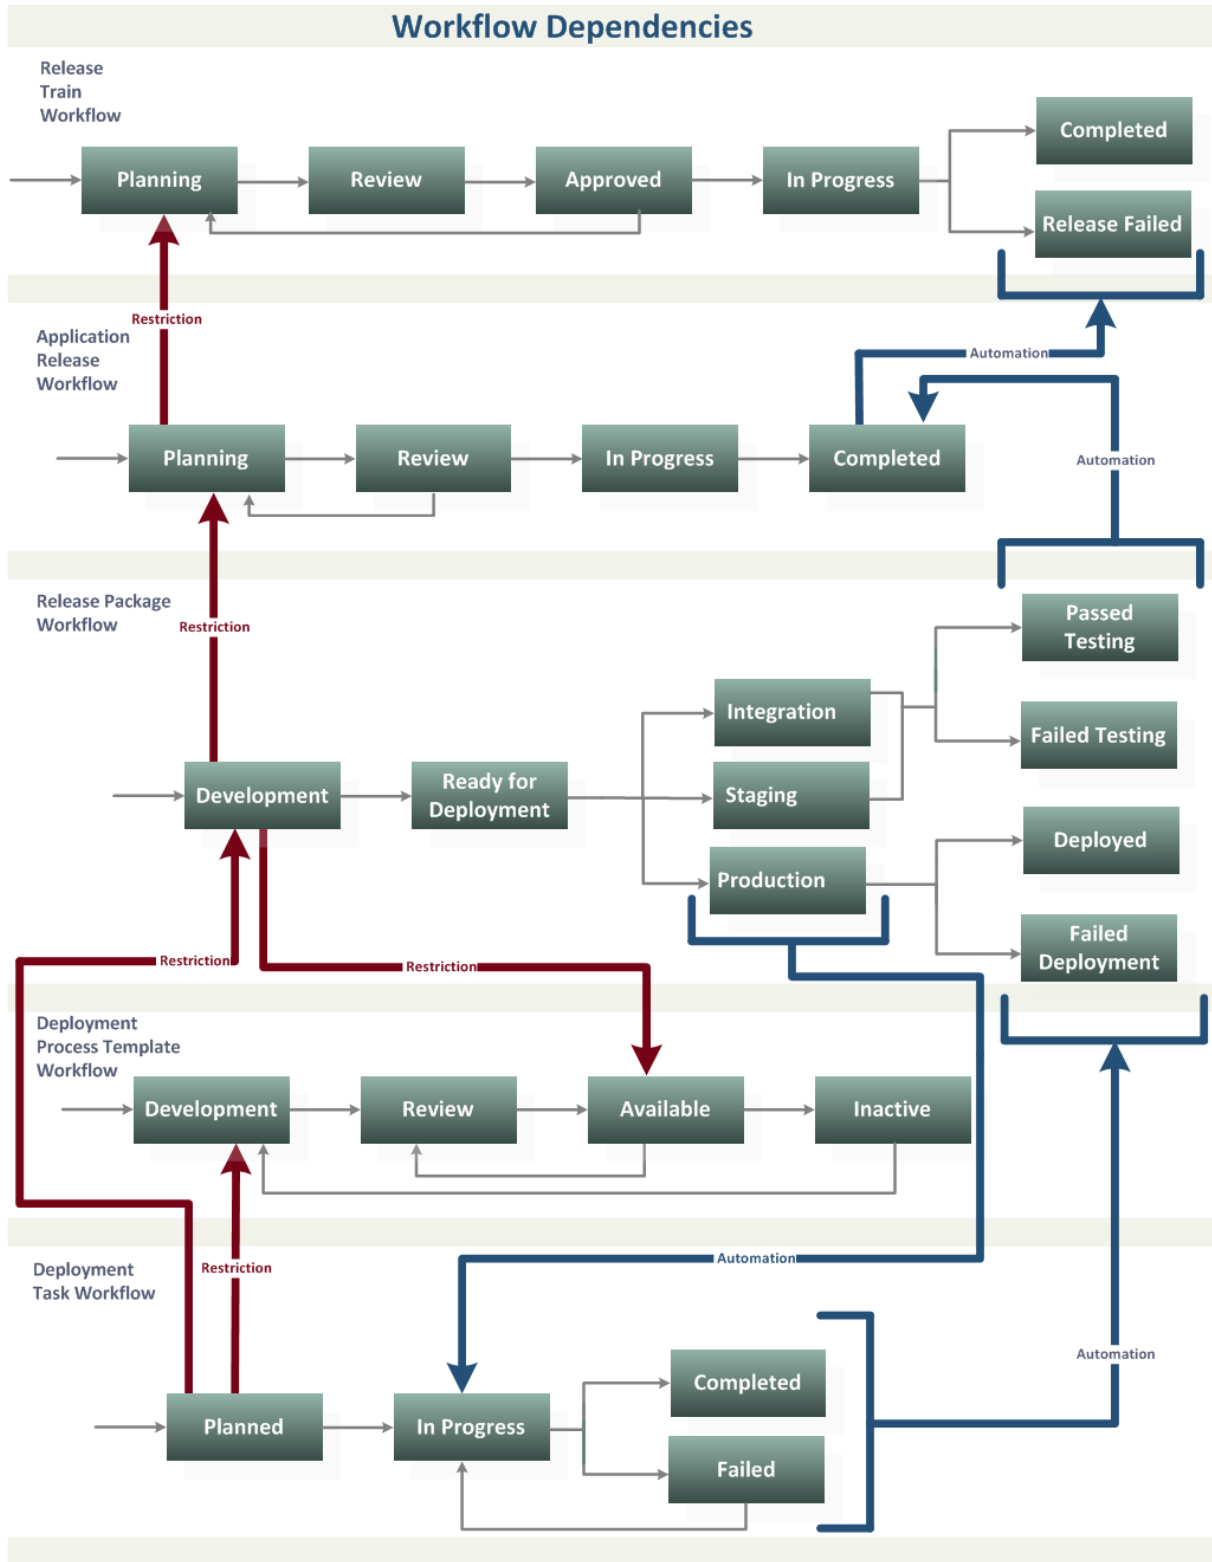 Workflow Dependencies
Release
Train
Workflow
Completed
Planning
Review
Approved
In Progress
Release Failed
Restriction
Application
Release
Workflow
Automation
Planning
Review
In Progress
Completed
Automation
Release Package
Workflow
Passed
Testing
Restriction
Integration
Failed Testing
Development
Ready for
Deployment
Staging
Deployed
Production
Failed
Deployment
Restriction
Restriction
Deployment
Process Template
Workflow
Development
Review
Available
Inactive
Deployment
Task Workflow
Restriction
Automation
Automation
Completed
Planned
In Progress
Failed